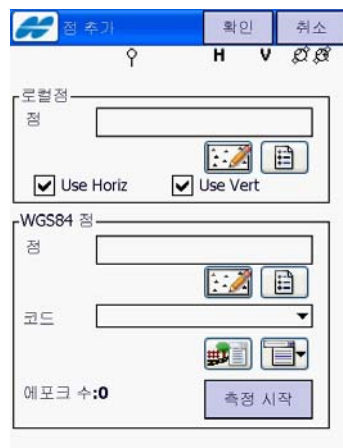 점 추가 확인 취소
H V
로컬점
점
Use Horiz Use Vert
WGS84 점
점
코드
에포크 수:0 측정 시작